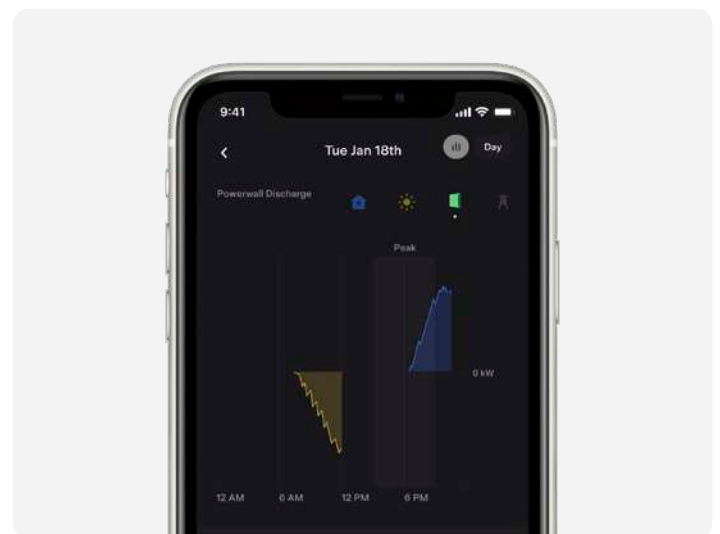 9:41
Tue Jan 18th
Day
Powerwall Discharge
Peak
0 kW
12 AM 6 AM 12 PM 6 PM